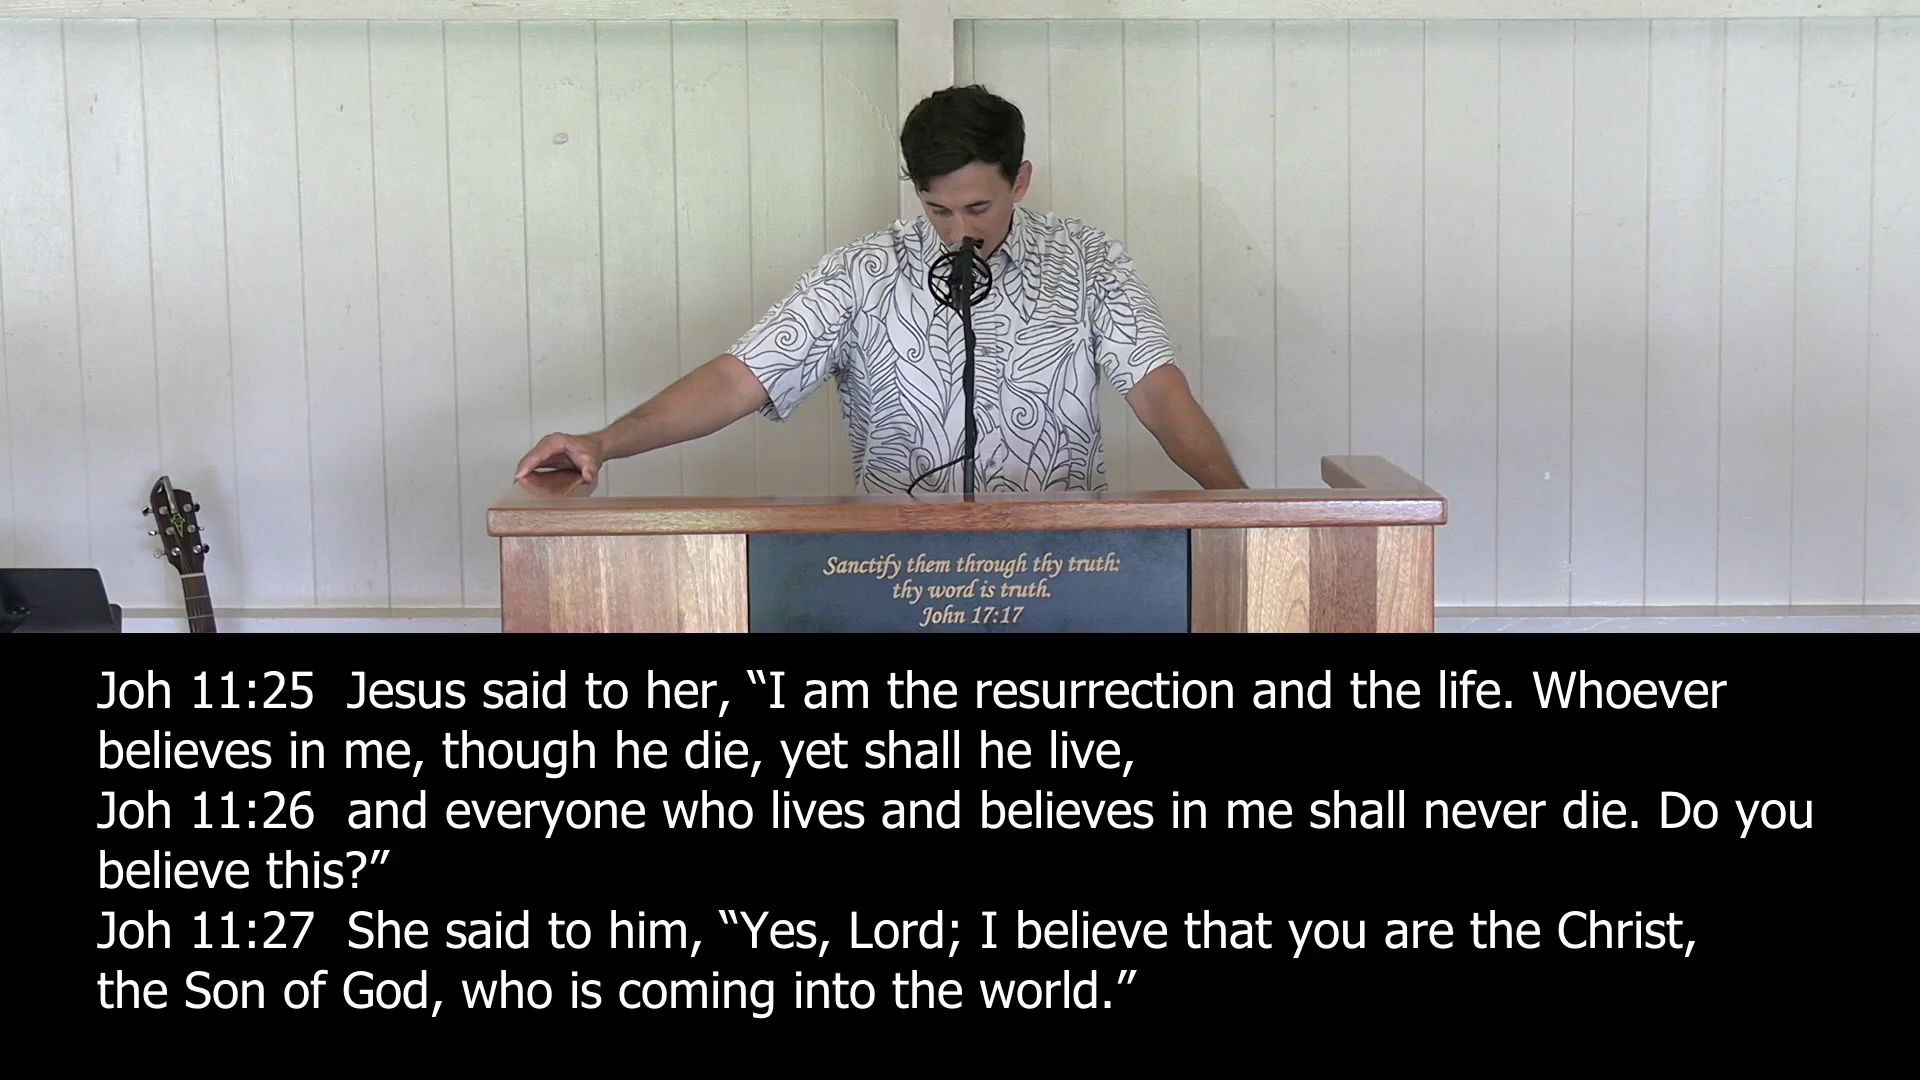 Sanctify them through thy truth:
thy word is truth.
John 17:17
Joh 11:25  Jesus said to her, “I am the resurrection and the life. Whoever
believes in me, though he die, yet shall he live,
Joh 11:26  and everyone who lives and believes in me shall never die. Do you
believe this?”
Joh 11:27  She said to him, “Yes, Lord; I believe that you are the Christ,
the Son of God, who is coming into the world.”